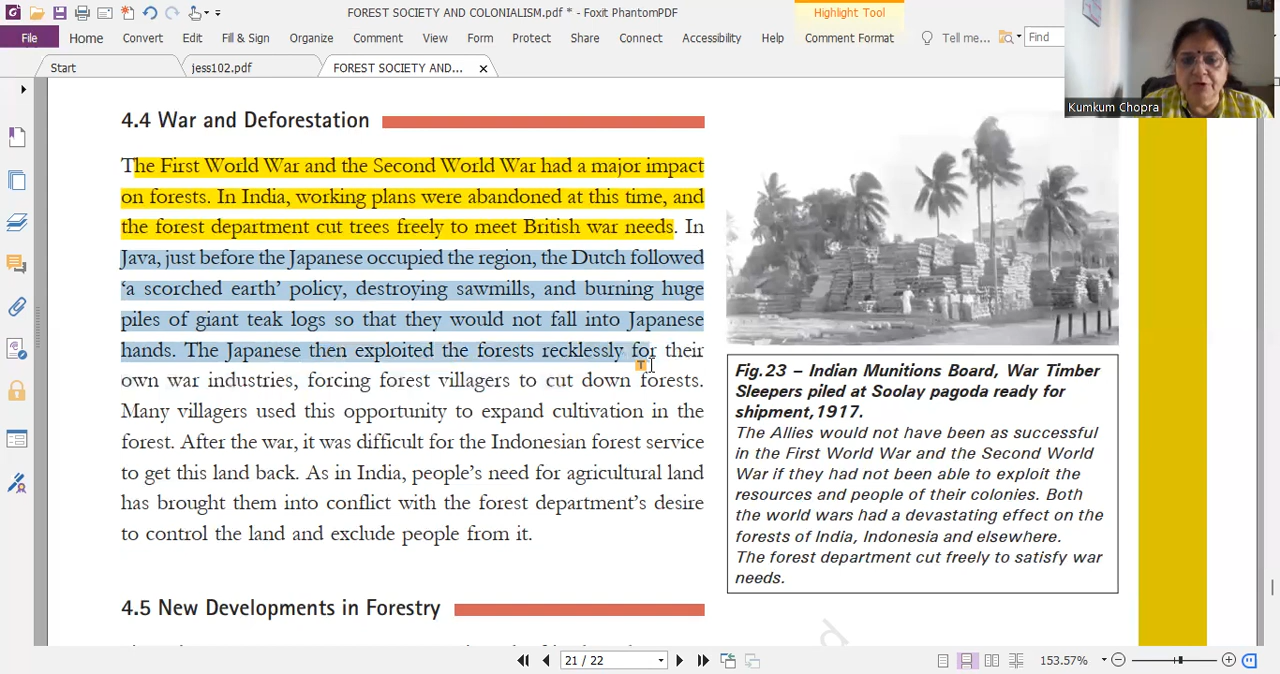 FOREST SOCIETY AND COLONIALISM.pdf * - Foxit PhantomPDF
Highlight Tool
File Home Convert Edit Fill & Sign Organize Comment View Form Protect Share Connect Accessibility Help Comment Format Tell me... Find
Start jess102.pdf FOREST SOCIETY AND...
Kumkum Chopra
4.4 War and Deforestation
The First World War and the Second World War had a major impact
on forests. In India, working plans were abandoned at this time, and
the forest department cut trees freely to meet British war needs. In
Java, just before the Japanese occupied the region, the Dutch followed
‘a scorched earth’ policy, destroying sawmills, and burning huge
piles of giant teak logs so that they would not fall into Japanese
hands. The Japanese then exploited the forests recklessly for their
own war industries, forcing forest villagers to cut down forests.
Many villagers used this opportunity to expand cultivation in the
forest. After the war, it was difficult for the Indonesian forest service
to get this land back. As in India, people’s need for agricultural land
has brought them into conflict with the forest department’s desire
to control the land and exclude people from it.
4.5 New Developments in Forestry
Fig.23 – Indian Munitions Board, War Timber
Sleepers piled at Soolay pagoda ready for
shipment,1917.
The Allies would not have been as successful
in the First World War and the Second World
War if they had not been able to exploit the
resources and people of their colonies. Both
the world wars had a devastating effect on the
forests of India, Indonesia and elsewhere.
The forest department cut freely to satisfy war
needs.
21 / 22
153.57%